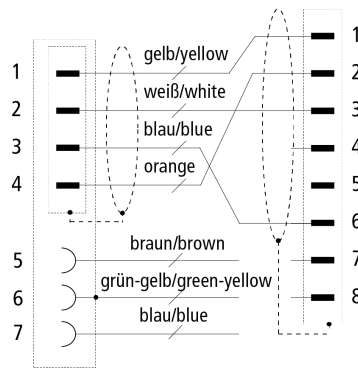 gelb/yellow
weiß/white
blau/blue
orange
braun/brown
grün-gelb/green-yellow
blau/blue
1
2
3
4
5
6
7
1
2
3
4
5
6
7
8